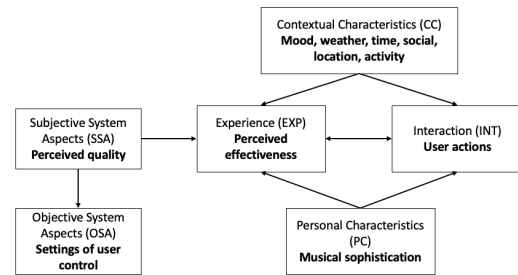 Contextual Characteristics (CC)
Mood, weather, time, social,
location, activity
Subjective System
Aspects (SSA)
Perceived quality
Experience (EXP)
Perceived
effectiveness
Interaction (INT)
User actions
Objective System
Aspects (OSA)
Settings of user
control
Personal Characteristics
(PC)
Musical sophistication